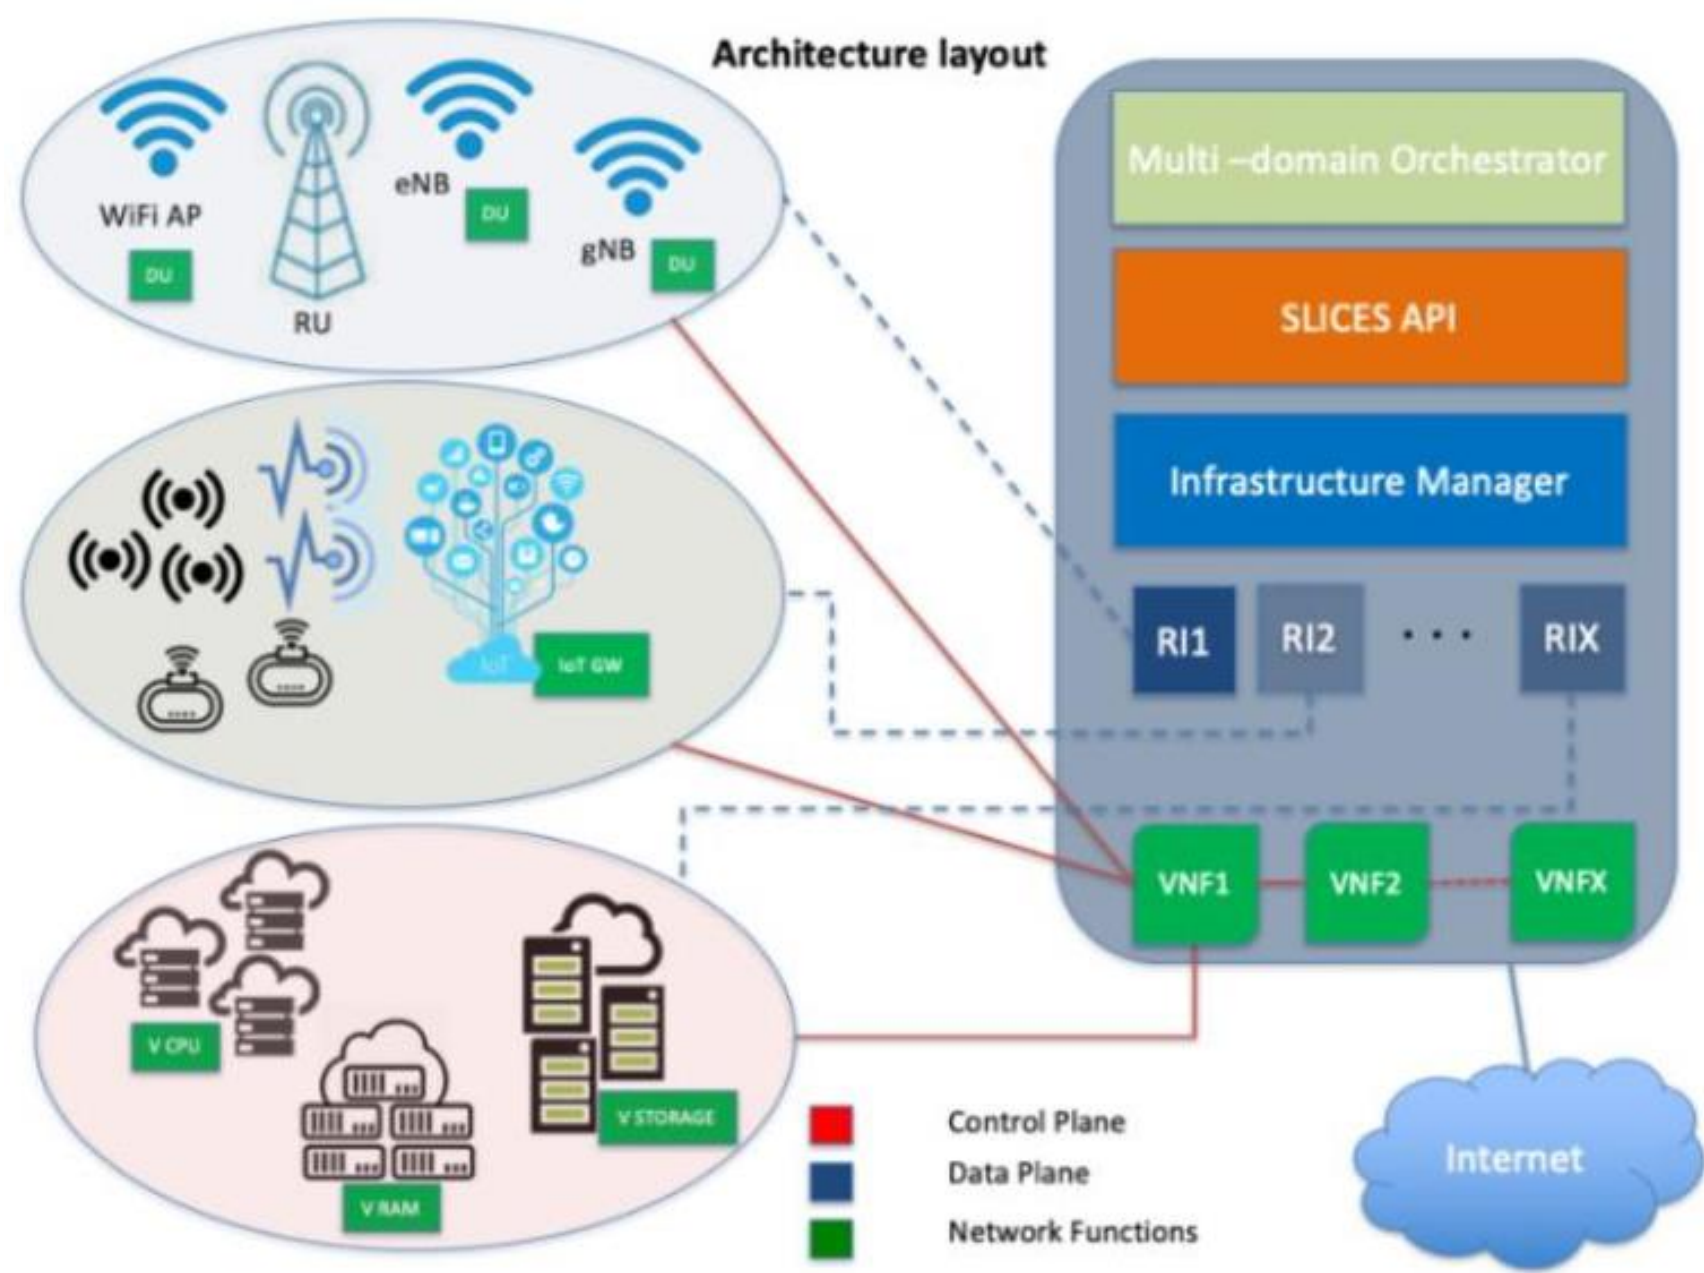 Architecture layout
WiFi AP
DU
RU
eNB
DU
gNB
DU
IoT
IoT GW
V CPU
V RAM
V STORAGE
Multi –domain Orchestrator
SLICES API
Infrastructure Manager
RI1
RI2
. . .
RIX
VNF1
VNF2
VNFX
Control Plane
Data Plane
Network Functions
Internet